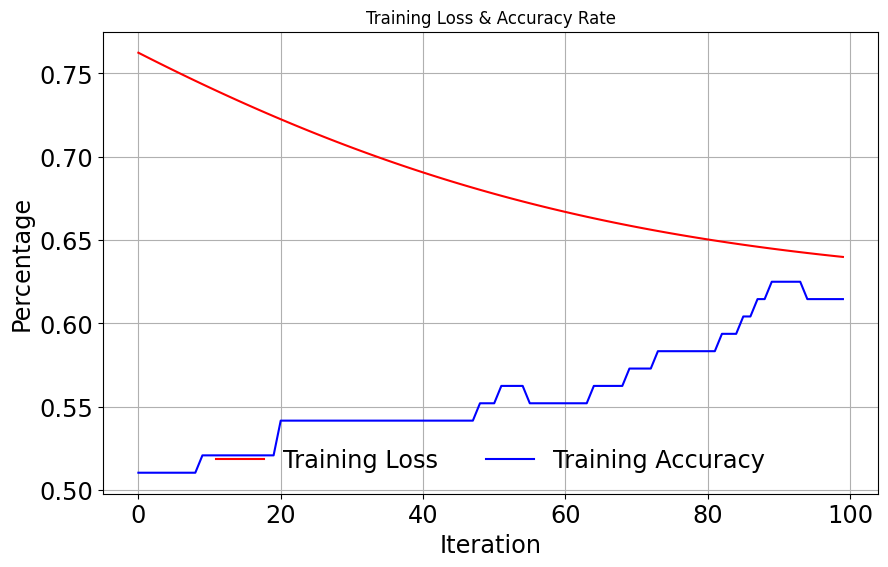 Training Loss & Accuracy Rate
0.75
0.70
0.65
0.60
0.55
0.50
Percentage
Training Loss Training Accuracy
0 20 40 60 80 100
Iteration